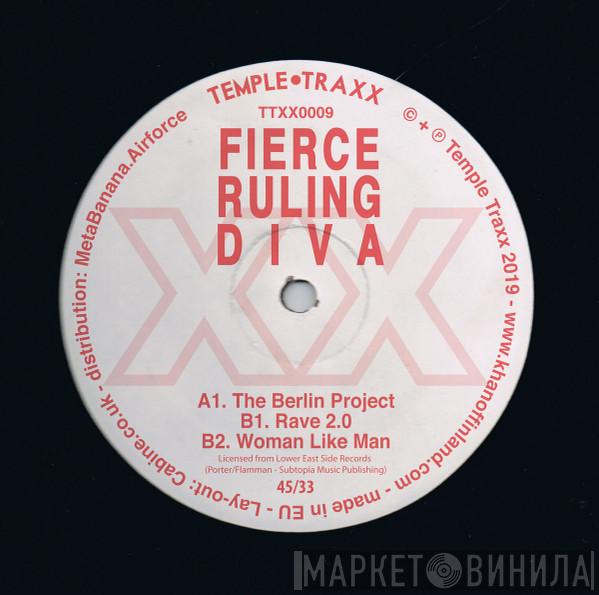 TEMPLE•TRAXX
TTXX0009
FIERCE
RULING
DIVA
XX
A1. The Berlin Project
B1. Rave 2.0
B2. Woman Like Man
Licensed from Lower East Side Records
(Porter/Flamman - Subtopia Music Publishing)
45/33
© + ℗ Temple Traxx 2019 - www.khanoffinland.com - made in EU - Lay-out: Cabine.co.uk - distribution: MetaBanana.Airforce
МАРКЕТ ВИНИЛА